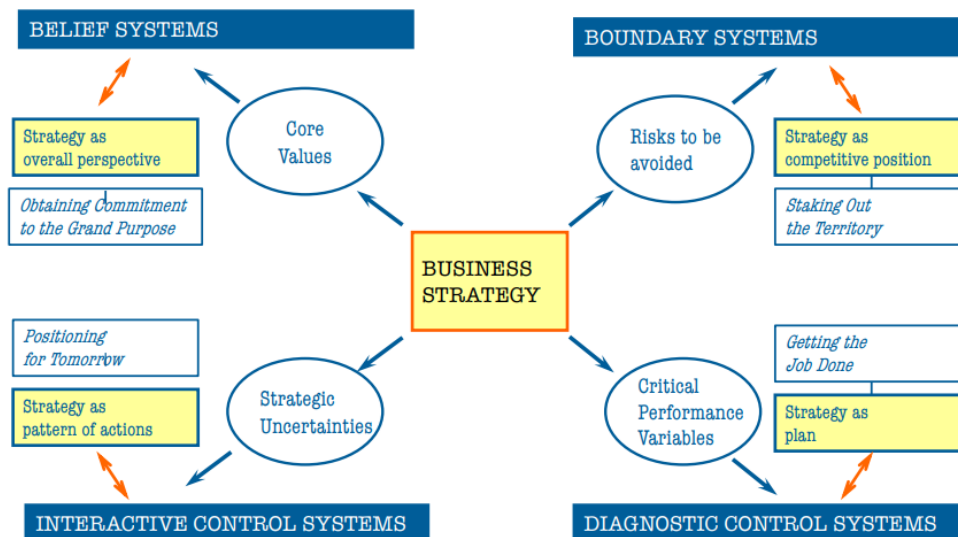 BELIEF SYSTEMS
BOUNDARY SYSTEMS
Core
Values
Risks to be
avoided
Strategy as
overall perspective
Strategy as
competitive position
Obtaining Commitment
to the Grand Purpose
Staking Out
the Territory
BUSINESS
STRATEGY
Positioning
for Tomorrow
Getting the
Job Done
Strategic
Uncertainties
Critical
Performance
Variables
Strategy as
pattern of actions
Strategy as
plan
INTERACTIVE CONTROL SYSTEMS
DIAGNOSTIC CONTROL SYSTEMS